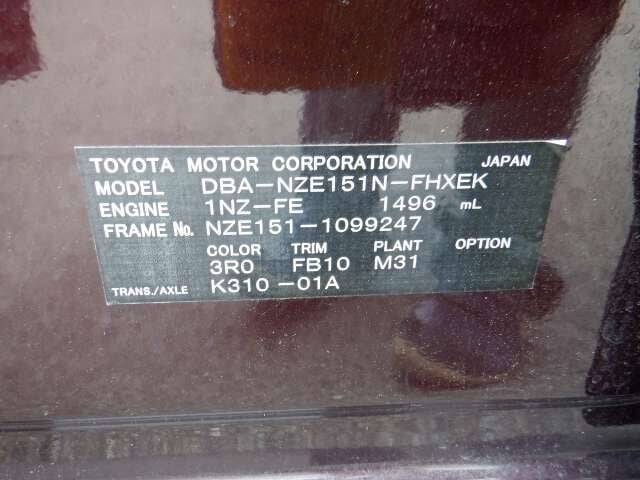 TOYOTA MOTOR CORPORATION JAPAN
MODEL DBA-NZE151N-FHXEK
ENGINE 1NZ-FE 1496 mL
FRAME No. NZE151-1099247
COLOR TRIM PLANT OPTION
3R0 FB10 M31
TRANS./AXLE K310-01A